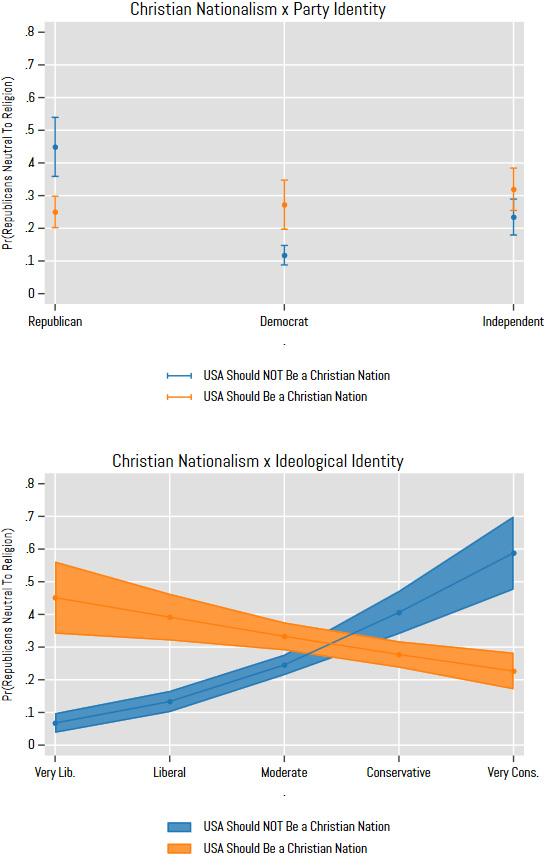 Christian Nationalism x Party Identity
Pr(Republicans Neutral To Religion)
.8
.7
.6
.5
.4
.3
.2
.1
0
Republican Democrat Independent
.
USA Should NOT Be a Christian Nation
USA Should Be a Christian Nation
Christian Nationalism x Ideological Identity
Pr(Republicans Neutral To Religion)
.8
.7
.6
.5
.4
.3
.2
.1
0
Very Lib. Liberal Moderate Conservative Very Cons.
.
USA Should NOT Be a Christian Nation
USA Should Be a Christian Nation